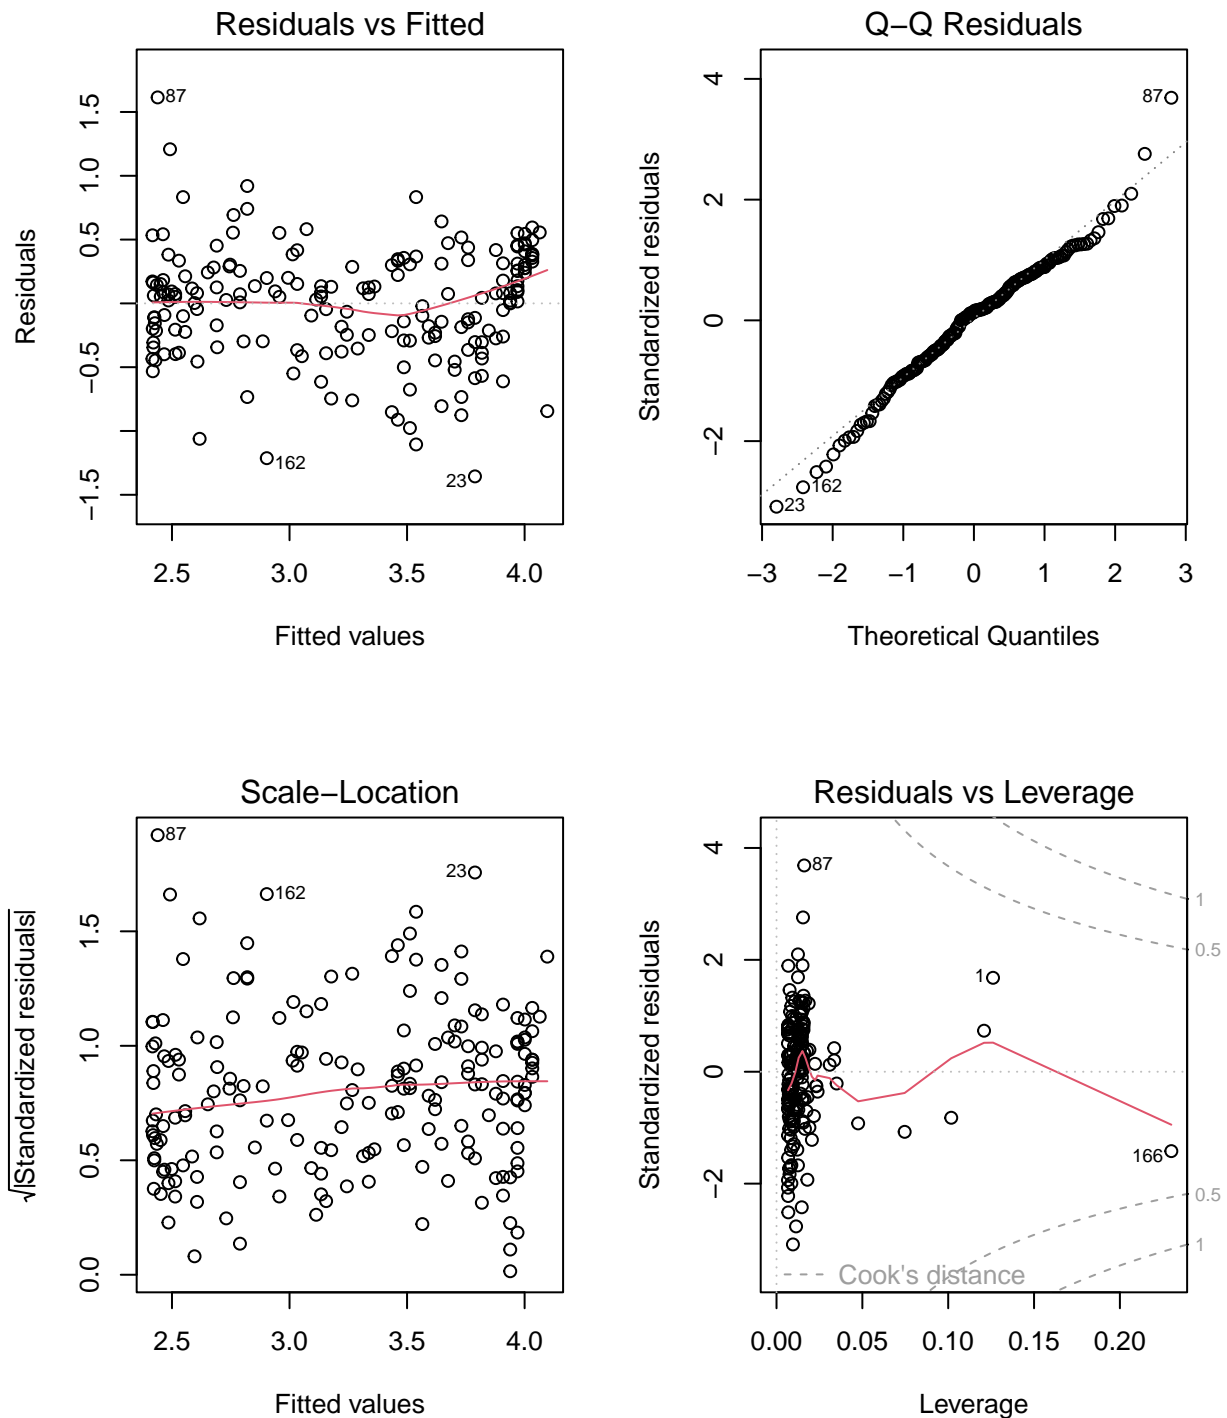 Residuals vs Fitted
1.5
1.0
0.5
−0.5
−1.5
Residuals
87
162
23
2.5 3.0 3.5 4.0
Fitted values
Q−Q Residuals
4
2
0
−2
Standardized residuals
87
162
23
−3 −2 −1 0 1 2 3
Theoretical Quantiles
Scale−Location
1.5
1.0
0.5
0.0
√|Standardized residuals|
87
162
23
2.5 3.0 3.5 4.0
Fitted values
Residuals vs Leverage
4
2
0
−2
Standardized residuals
87
1
166
1
0.5
0.5
1
Cook's distance
0.00 0.05 0.10 0.15 0.20
Leverage